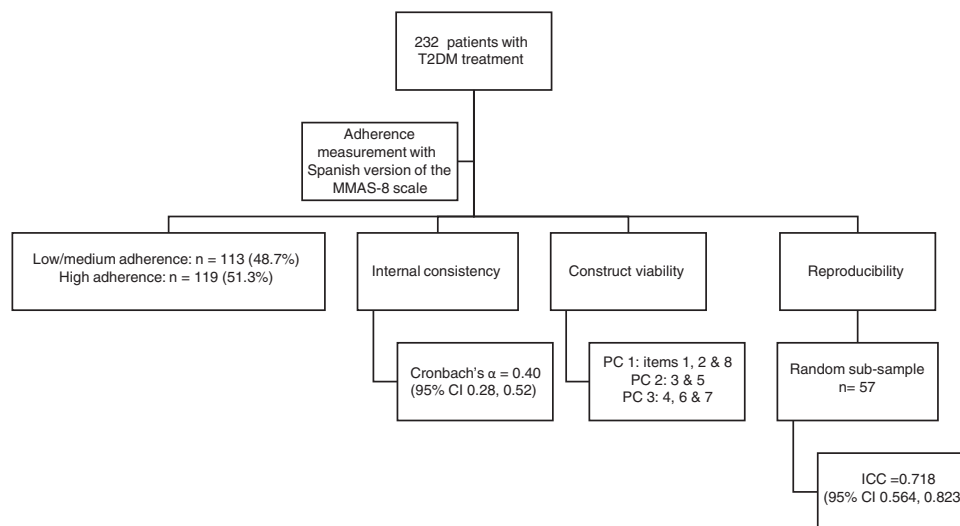 232 patients with
T2DM treatment
Adherence
measurement with
Spanish version of the
MMAS-8 scale
Low/medium adherence: n = 113 (48.7%)
High adherence: n = 119 (51.3%)
Internal consistency
Construct viability
Reproducibility
Cronbach's α = 0.40
(95% CI 0.28, 0.52)
PC 1: items 1, 2 & 8
PC 2: 3 & 5
PC 3: 4, 6 & 7
Random sub-sample
n= 57
ICC =0.718
(95% CI 0.564, 0.823